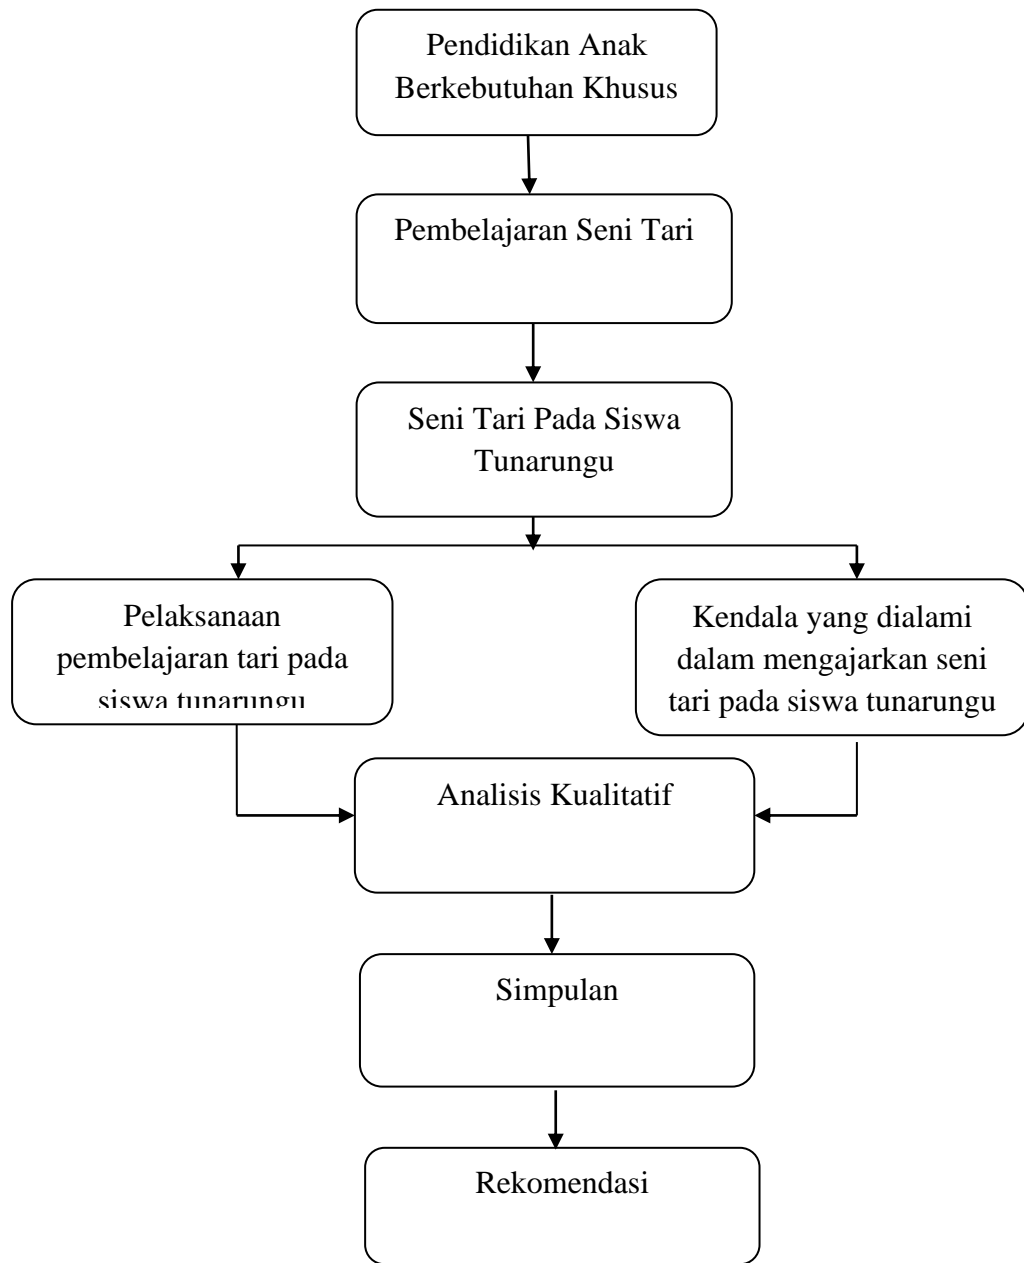 Pendidikan Anak
Berkebutuhan Khusus
Pembelajaran Seni Tari
Seni Tari Pada Siswa
Tunarungu
Pelaksanaan
pembelajaran tari pada
siswa tunarungu
Kendala yang dialami
dalam mengajarkan seni
tari pada siswa tunarungu
Analisis Kualitatif
Simpulan
Rekomendasi